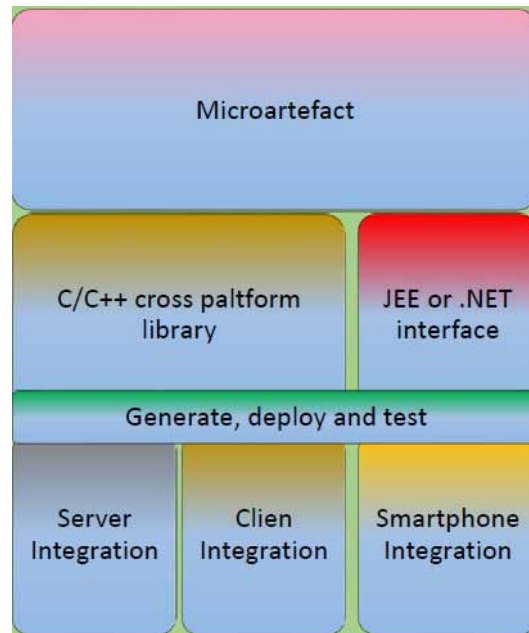 Microartefact
C/C++ cross paltform
library
JEE or .NET
interface
Generate, deploy and test
Server
Integration
Clien
Integration
Smartphone
Integration